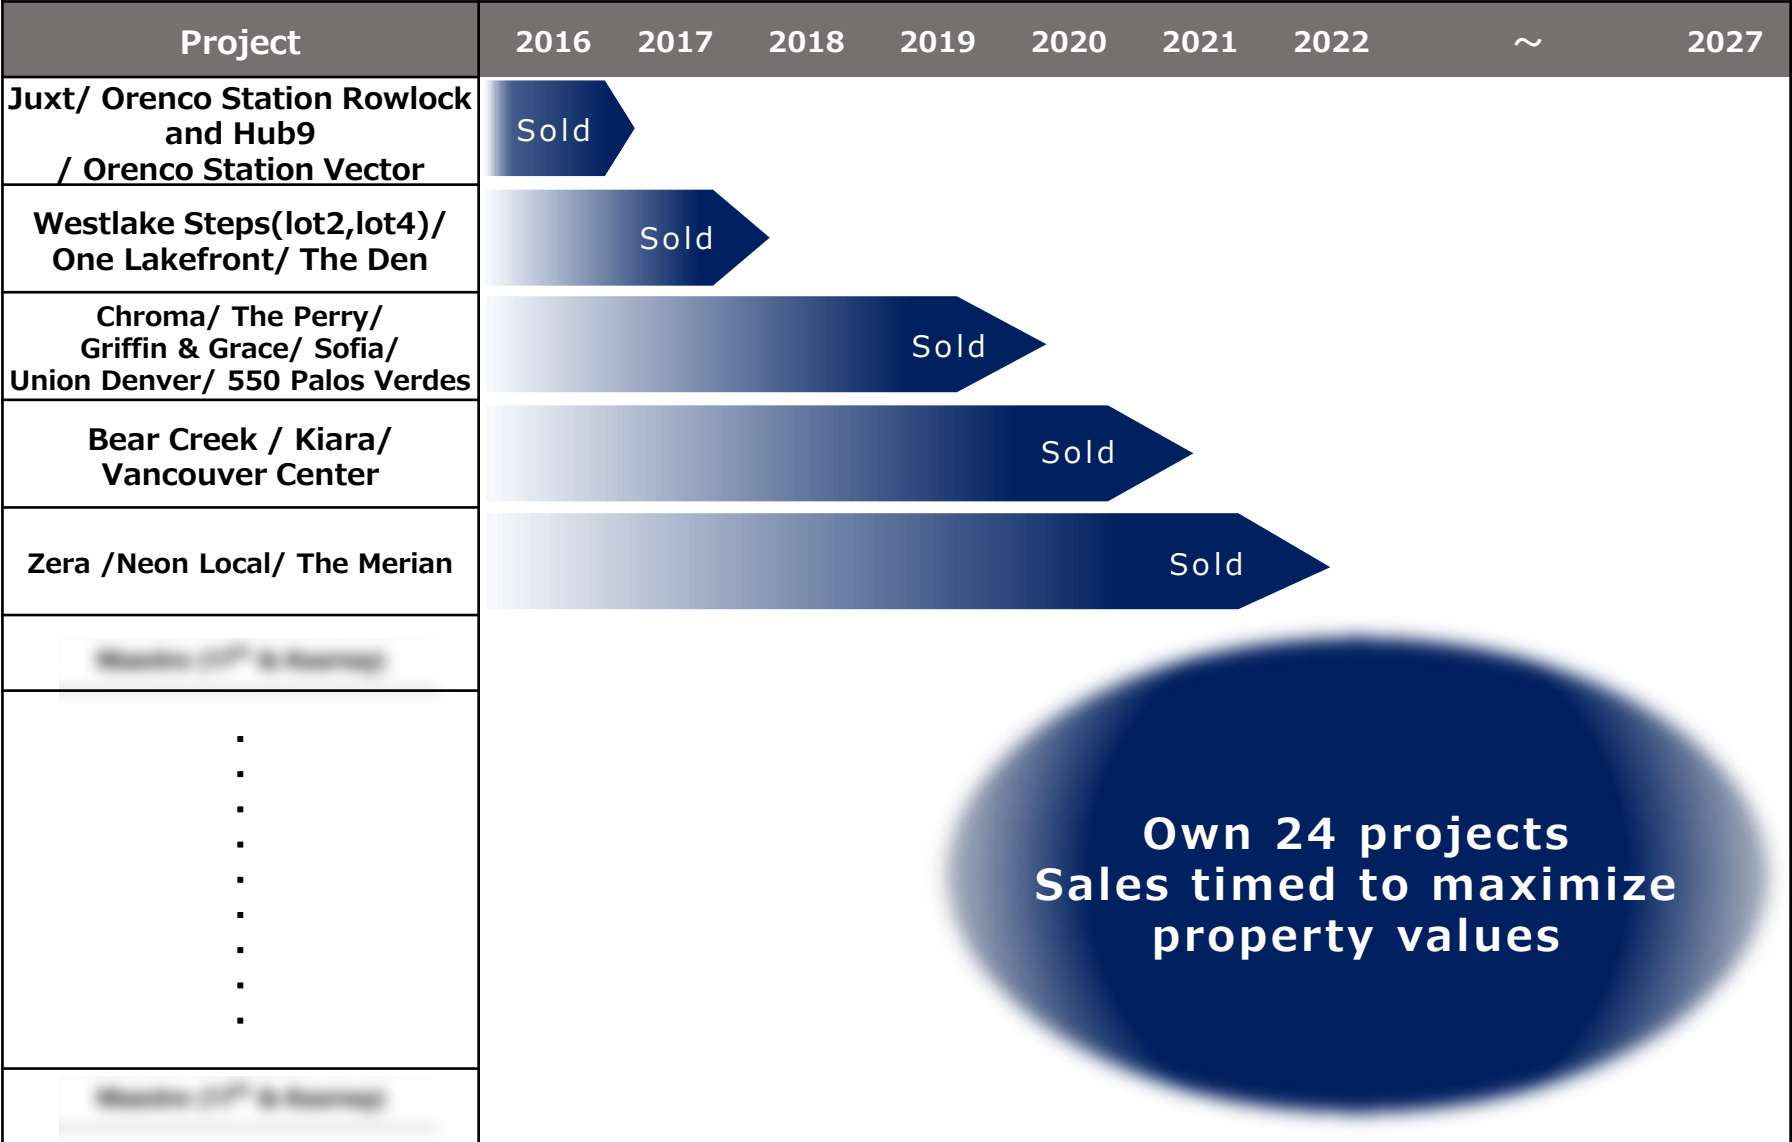 Project 2016 2017 2018 2019 2020 2021 2022 ～ 2027
Juxt/ Orenco Station Rowlock
and Hub9
/ Orenco Station Vector
Sold
Westlake Steps(lot2,lot4)/
One Lakefront/ The Den
Sold
Chroma/ The Perry/
Griffin & Grace/ Sofia/
Union Denver/ 550 Palos Verdes
Sold
Bear Creek / Kiara/
Vancouver Center
Sold
Zera /Neon Local/ The Merian
Sold
Own 24 projects
Sales timed to maximize
property values